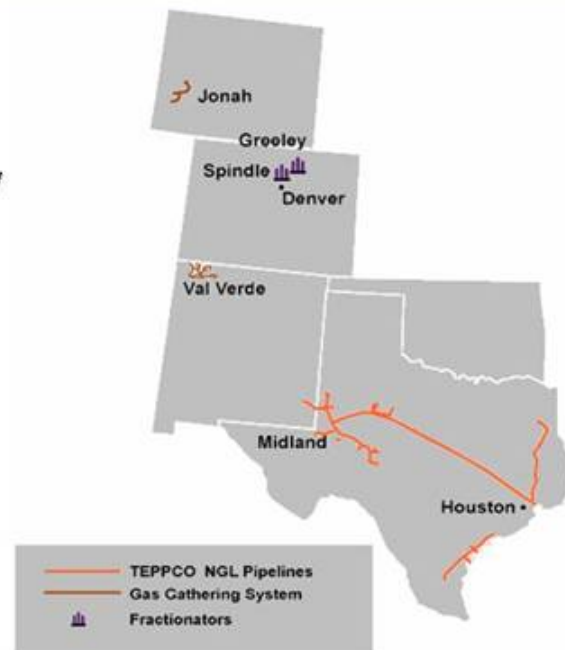 Jonah
Greeley
Spindle
Denver
Val Verde
Midland
Houston
TEPPCO NGL Pipelines
Gas Gathering System
Fractionators